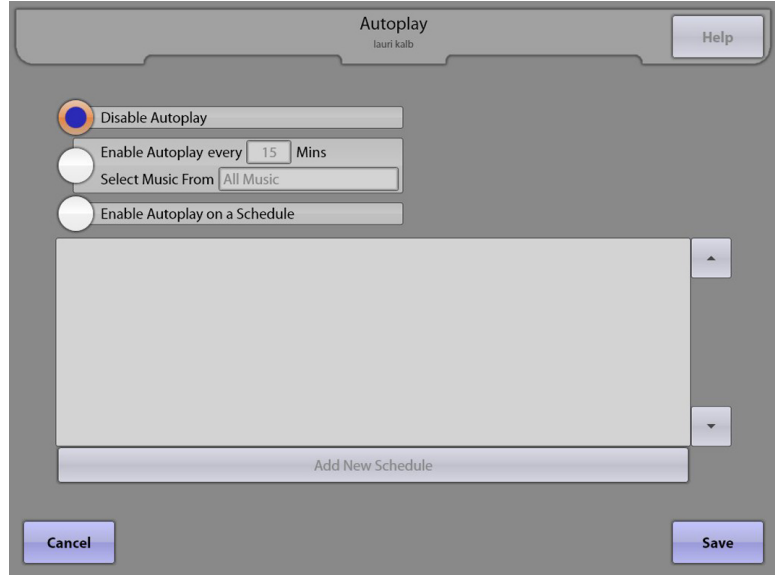 Autoplay
lauri kalb
Help
Disable Autoplay
Enable Autoplay every 15 Mins
Select Music From All Music
Enable Autoplay on a Schedule
Add New Schedule
Cancel
Save